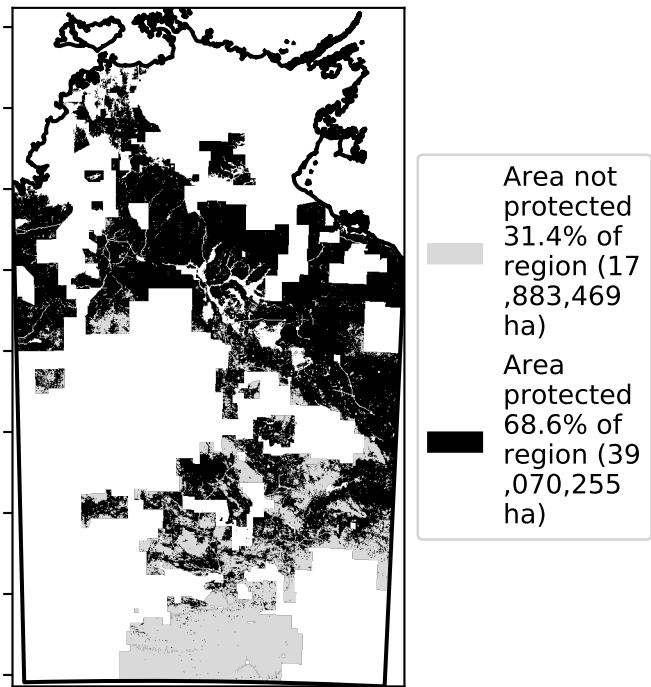 Area not
protected
31.4% of
region (17
,883,469
ha)
Area
protected
68.6% of
region (39
,070,255
ha)